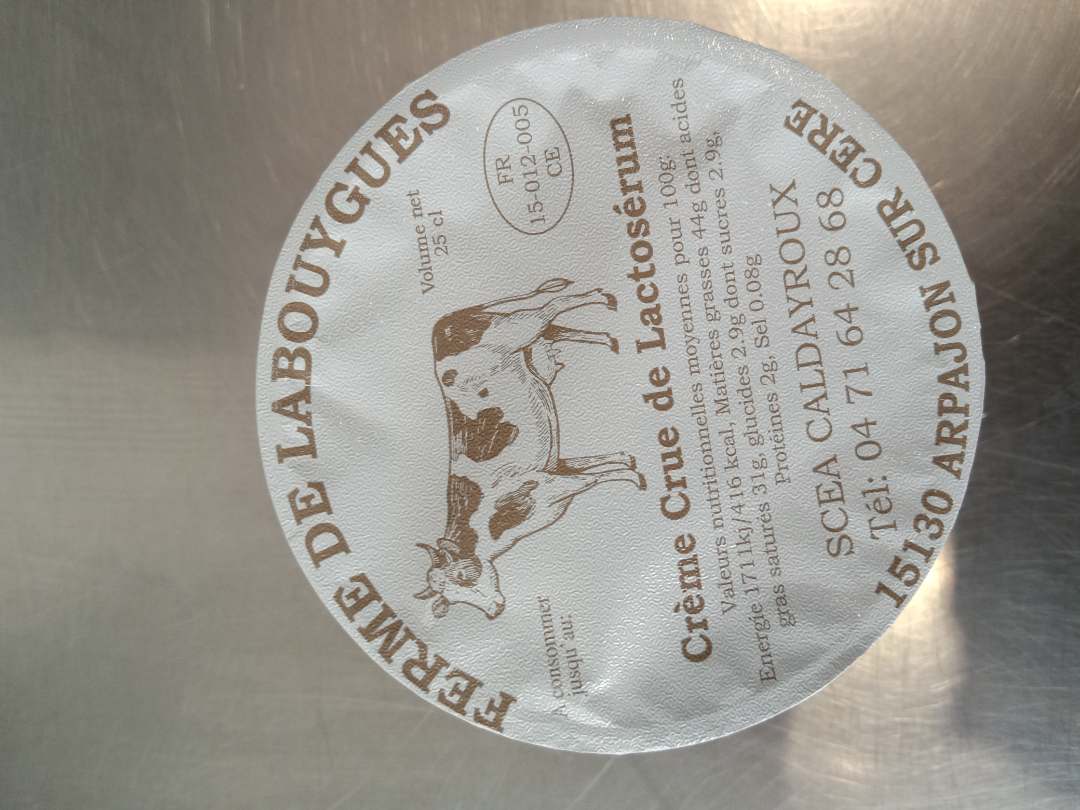 FERME DE LABOUYGUES
Volume net
25 cl
FR
15-012-005
CE
A consommer
jusqu'au:
Crème Crue de Lactosérum
Valeurs nutritionnelles moyennes pour 100g:
Energie 1711kj/416 kcal, Matières grasses 44g dont acides
gras saturés 31g, glucides 2.9g dont sucres 2.9g,
Protéines 2g, Sel 0.08g
SCEA CALDAYROUX
Tél: 04 71 64 28 68
15130 ARPAJON SUR CERE